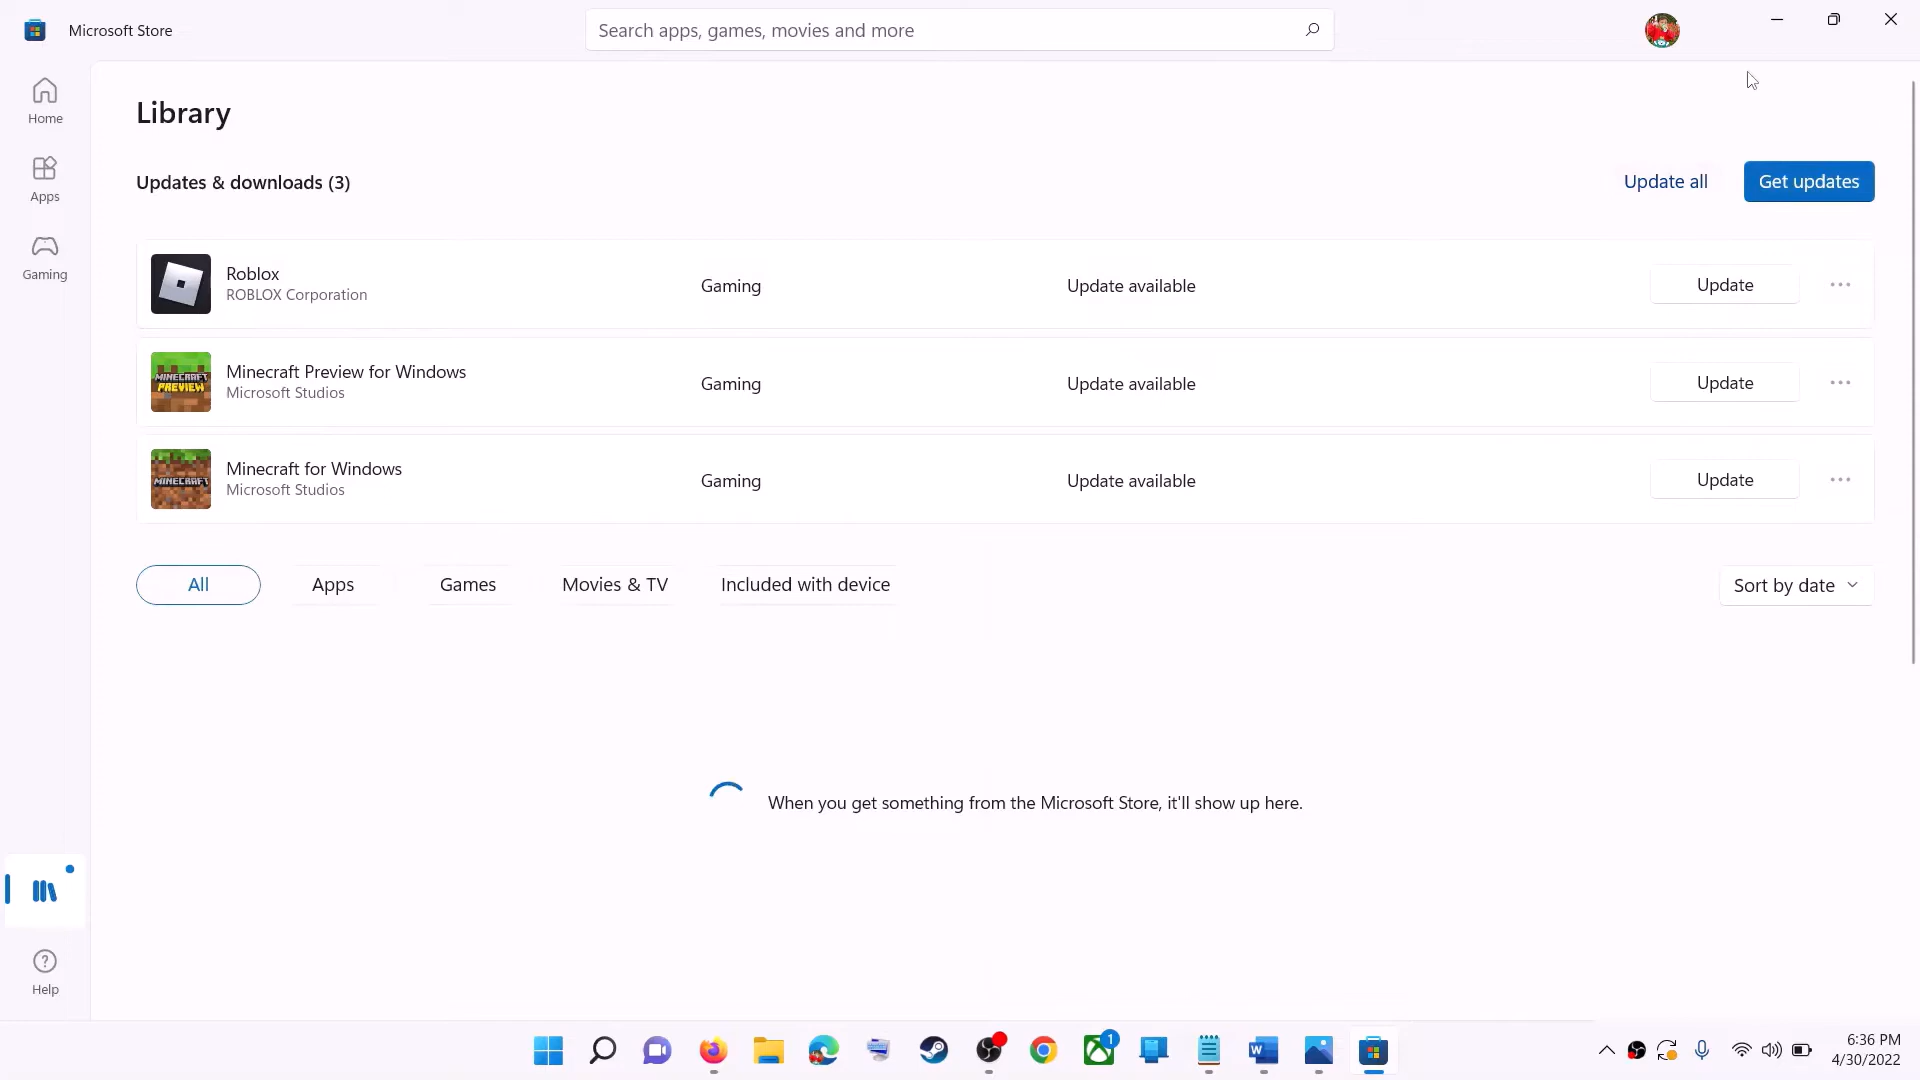 Microsoft Store
Search apps, games, movies and more
Home
Apps
Gaming
Library
Updates & downloads (3)
Update all
Get updates
Roblox
ROBLOX Corporation
Gaming
Update available
Update
MINECRAFT
PREVIEW
Minecraft Preview for Windows
Microsoft Studios
Gaming
Update available
Update
MINECRAFT
Minecraft for Windows
Microsoft Studios
Gaming
Update available
Update
All
Apps
Games
Movies & TV
Included with device
Sort by date
When you get something from the Microsoft Store, it'll show up here.
Help
1
W
6:36 PM
4/30/2022